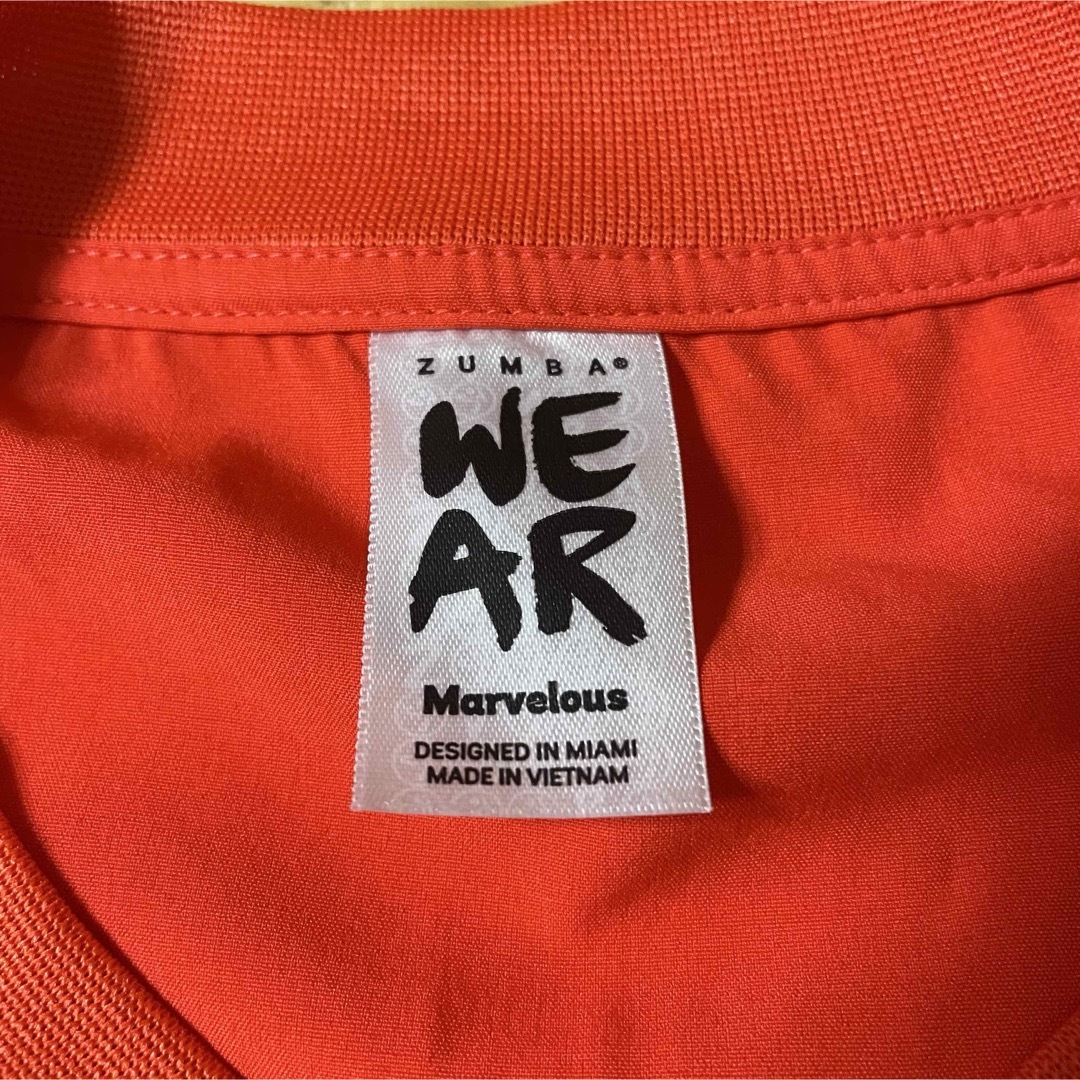 ZUMBA®
WE
AR
Marvelous
DESIGNED IN MIAMI
MADE IN VIETNAM